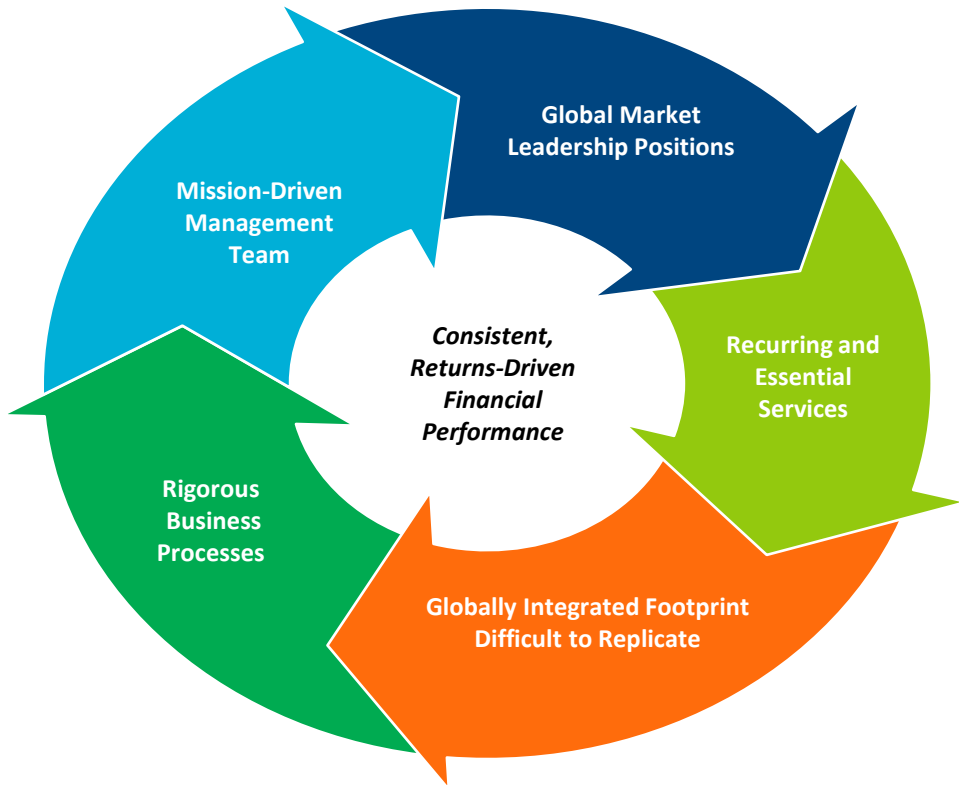 Global Market
Leadership Positions
Recurring and
Essential
Services
Globally Integrated Footprint
Difficult to Replicate
Rigorous
Business
Processes
Mission-Driven
Management
Team
Consistent,
Returns-Driven
Financial
Performance